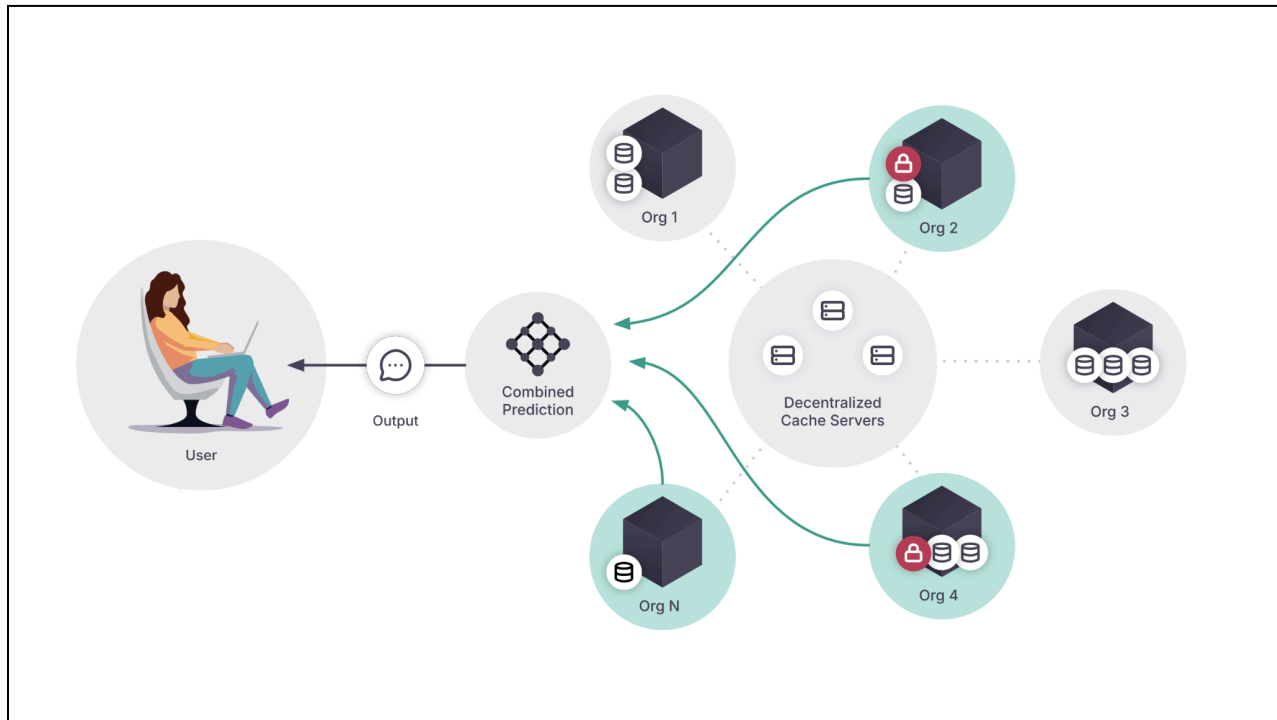 Org 1
Org 2
Org 3
Combined
Prediction
Decentralized
Cache Servers
Output
User
Org N
Org 4